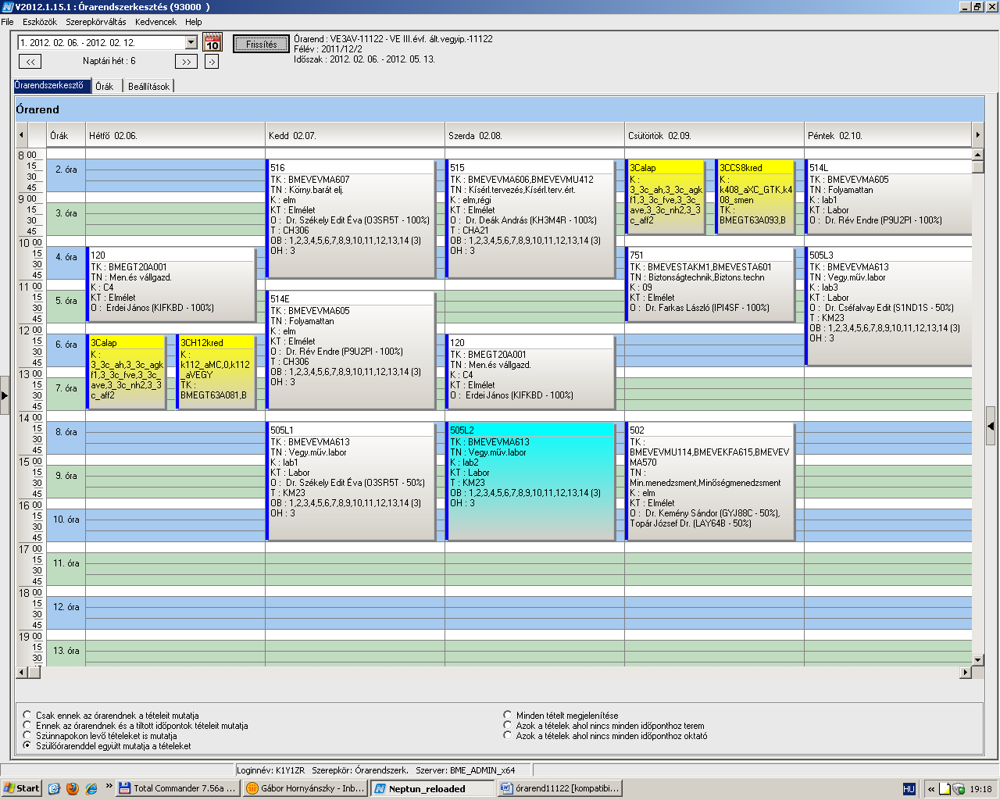 V2012.1.15.1 : Órarendszerkesztés (93000 )
File Eszközök Szerepkörváltás Kedvencek Help
1. 2012. 02. 06. - 2012. 02. 12.
10
Frissítés
Órarend : VE3AV-11122 - VE III.évf. ált.vegyip.-11122
Félév : 2011/12/2
Időszak : 2012. 02. 06. - 2012. 05. 13.
<< Naptári hét : 6 >> ->
Órarendszerkesztő Órák Beállítások
Órarend
Órák Hétfő 02.06. Kedd 02.07. Szerda 02.08. Csütörtök 02.09. Péntek 02.10.
8 00
15
30
45
9 00
15
30
45
10 00
15
30
45
11 00
15
30
45
12 00
15
30
45
13 00
15
30
45
14 00
15
30
45
15 00
15
30
45
16 00
15
30
45
17 00
15
30
45
18 00
15
30
45
19 00
15
30
2. óra
3. óra
4. óra
5. óra
6. óra
7. óra
8. óra
9. óra
10. óra
11. óra
12. óra
13. óra
120
TK : BMEGT20A001
TN : Men.és vállgazd.
K : C4
KT : Elmélet
O : Erdei János (KIFKBD - 100%)
3Calap
K :
3_3c_ah,3_3c_agk
f1,3_3c_fve,3_3c_
ave,3_3c_nh2,3_3
c_aff2
3CH12kred
K :
k112_aMC,0,k112
_aVEGY
TK :
BMEGT63A081,B
516
TK : BMEVEVMA607
TN : Körny.barát elj.
K : elm
KT : Elmélet
O : Dr. Székely Edit Éva (O3SR5T - 100%)
T : CH306
OB : 1,2,3,4,5,6,7,8,9,10,11,12,13,14 (3)
OH : 3
514E
TK : BMEVEVMA605
TN : Folyamattan
K : elm
KT : Elmélet
O : Dr. Rév Endre (P9U2PI - 100%)
T : CH306
OB : 1,2,3,4,5,6,7,8,9,10,11,12,13,14 (3)
OH : 3
505L1
TK : BMEVEVMA613
TN : Vegy.műv.labor
K : lab1
KT : Labor
O : Dr. Székely Edit Éva (O3SR5T - 50%)
T : KM23
OB : 1,2,3,4,5,6,7,8,9,10,11,12,13,14 (3)
OH : 3
515
TK : BMEVEVMA606,BMEVEVMU412
TN : Kísérl.tervezés,Kísérl.terv.ért.
K : elm,régi
KT : Elmélet
O : Dr. Deák András (KH3M4R - 100%)
T : CHA21
OB : 1,2,3,4,5,6,7,8,9,10,11,12,13,14 (3)
OH : 3
120
TK : BMEGT20A001
TN : Men.és vállgazd.
K : C4
KT : Elmélet
O : Erdei János (KIFKBD - 100%)
505L2
TK : BMEVEVMA613
TN : Vegy.műv.labor
K : lab2
KT : Labor
T : KM23
OB : 1,2,3,4,5,6,7,8,9,10,11,12,13,14 (3)
OH : 3
3Calap
K :
3_3c_ah,3_3c_agk
f1,3_3c_fve,3_3c_
ave,3_3c_nh2,3_3
c_aff2
3CCS8kred
K :
k408_aXC_GTK,k4
08_smen
TK :
BMEGT63A093,B
751
TK : BMEVESTAKM1,BMEVESTA601
TN : Biztonságtechnik,Biztons.techn
K : 09
KT : Elmélet
O : Dr. Farkas László (IPI4SF - 100%)
502
TK :
BMEVEVMU114,BMEVEKFA615,BMEVEV
MA570
TN :
Min.menedzsment,Minőségmenedzsment
K : elm
KT : Elmélet
O : Dr. Kemény Sándor (GYJ88C - 50%),
Topár József Dr. (LAY64B - 50%)
514L
TK : BMEVEVMA605
TN : Folyamattan
K : lab1
KT : Labor
O : Dr. Rév Endre (P9U2PI - 100%)
505L3
TK : BMEVEVMA613
TN : Vegy.műv.labor
K : lab3
KT : Labor
O : Dr. Cséfalvay Edit (S1ND1S - 50%)
T : KM23
OB : 1,2,3,4,5,6,7,8,9,10,11,12,13,14 (3)
OH : 3
Csak ennek az órarendnek a tételeit mutatja
Ennek az órarendnek és a tiltott időpontok tételeit mutatja
Szünnapokon levő tételeket is mutatja
Szülőórarenddel együtt mutatja a tételeket
Minden tételt megjelenítése
Azok a tételek ahol nincs minden időponthoz terem
Azok a tételek ahol nincs minden időponthoz oktató
Loginnév: K1Y1ZR Szerepkör: Órarendszerk. Szerver: BME_ADMIN_x64
Start » Total Commander 7.56a ... Gábor Hornyánszky - Inb... Neptun_reloaded órarend11122 [kompatibi... HU « 19:18